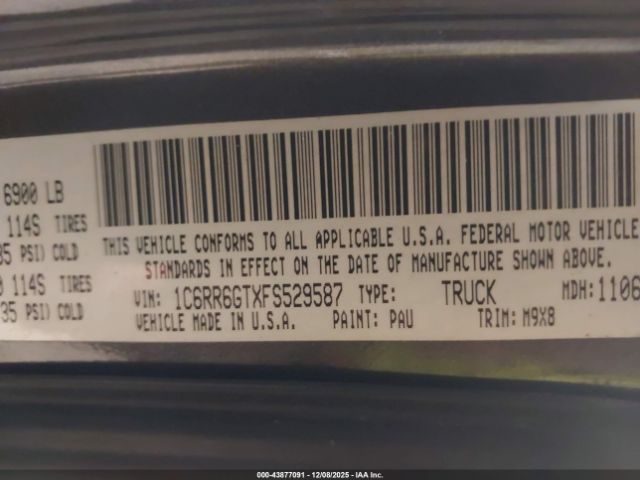 6900 LB
114S TIRES
35 PSI) COLD
114S TIRES
35 PSI) COLD
THIS VEHICLE CONFORMS TO ALL APPLICABLE U.S.A. FEDERAL MOTOR VEHICLE
STANDARDS IN EFFECT ON THE DATE OF MANUFACTURE SHOWN ABOVE.
VIN: 1C6RR6GTXFS529587 TYPE: TRUCK MDH:1106
VEHICLE MADE IN U.S.A. PAINT: PAU TRIM: M9X8
000-43877091 - 12/08/2025 - IAA Inc.